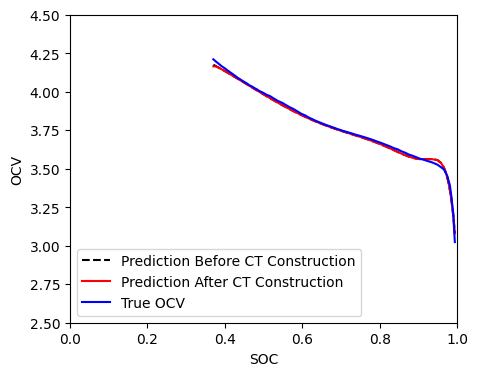 4.50
4.25
4.00
3.75
3.50
3.25
3.00
2.75
2.50
OCV
Prediction Before CT Construction
Prediction After CT Construction
True OCV
0.0 0.2 0.4 0.6 0.8 1.0
SOC